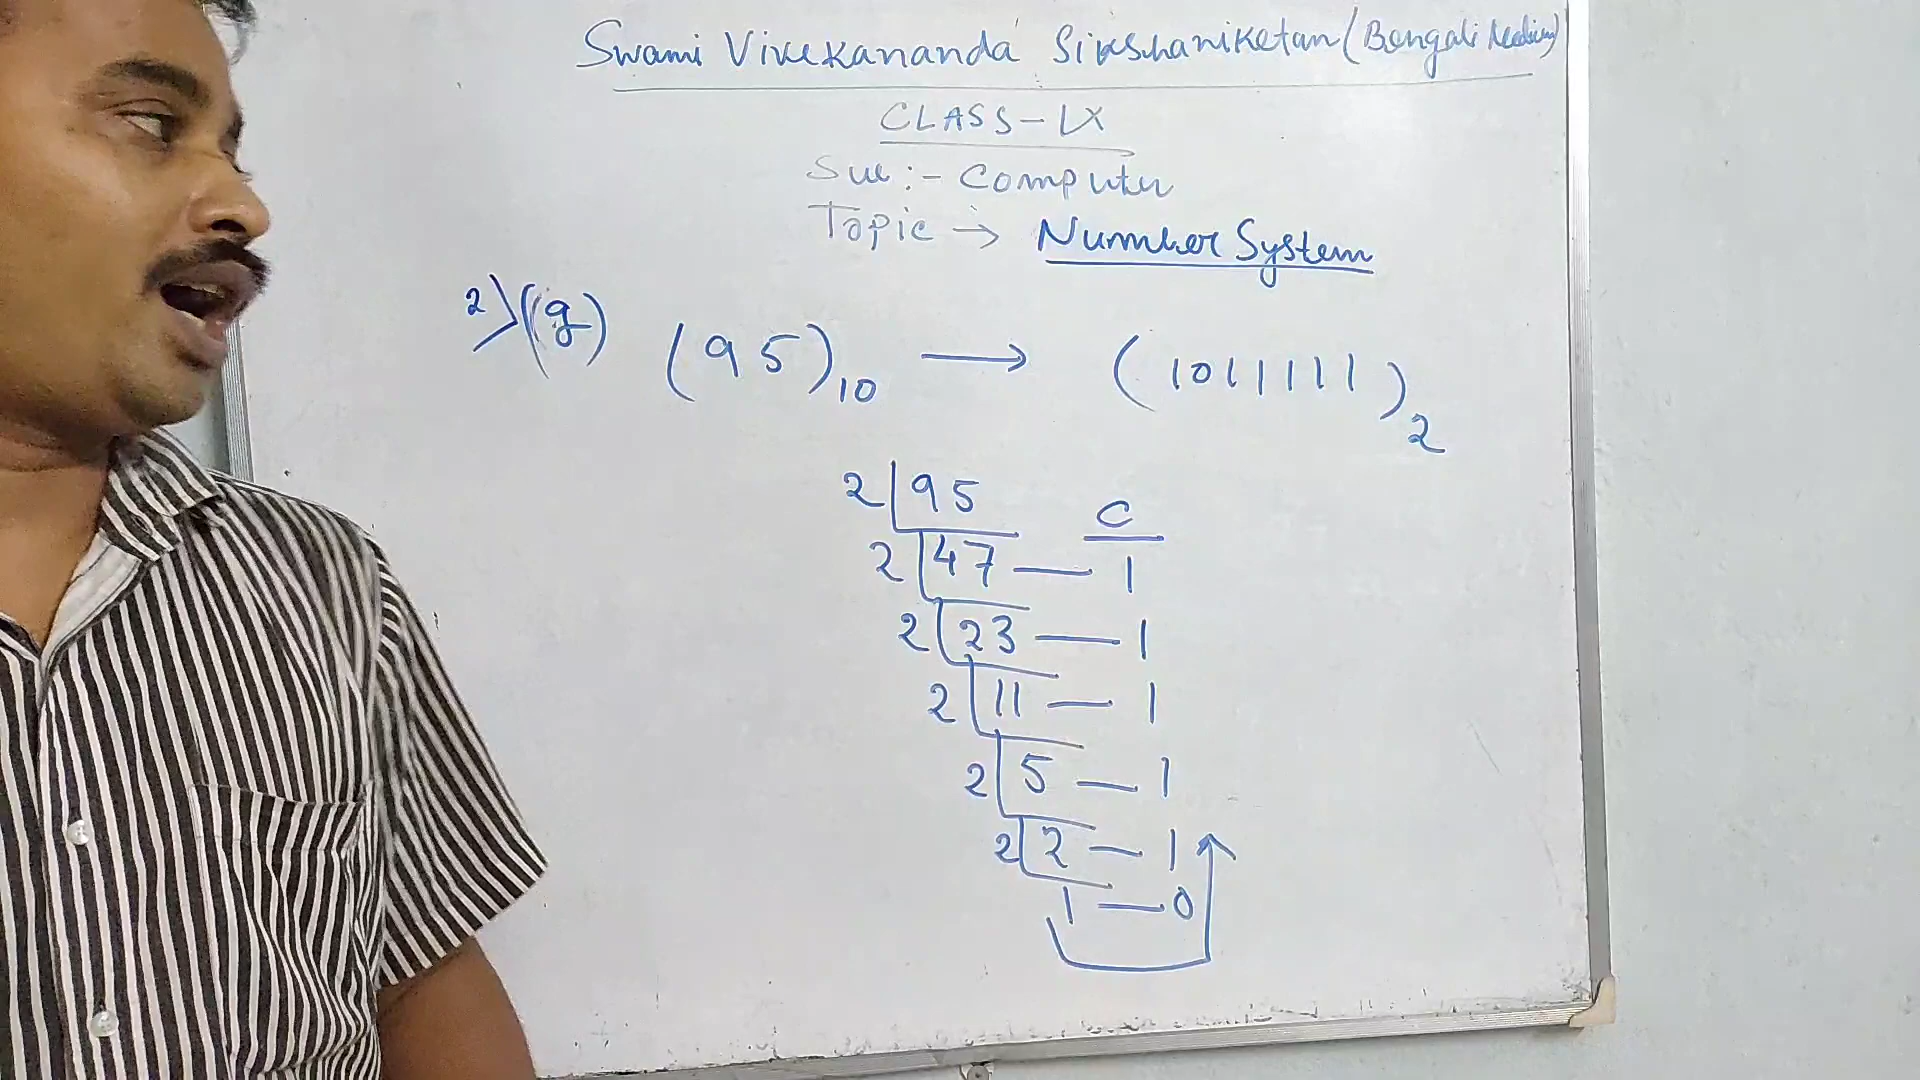 Swami Vivekananda Sikshaniketan (Bengali Medium)
CLASS - IX
Sub :- Computer
Topic → Number System
2) (g) (95)10 → (1011111)2
2 95 C
2 47 — 1
2 23 — 1
2 11 — 1
2 5 — 1
2 2 — 1
1 — 0